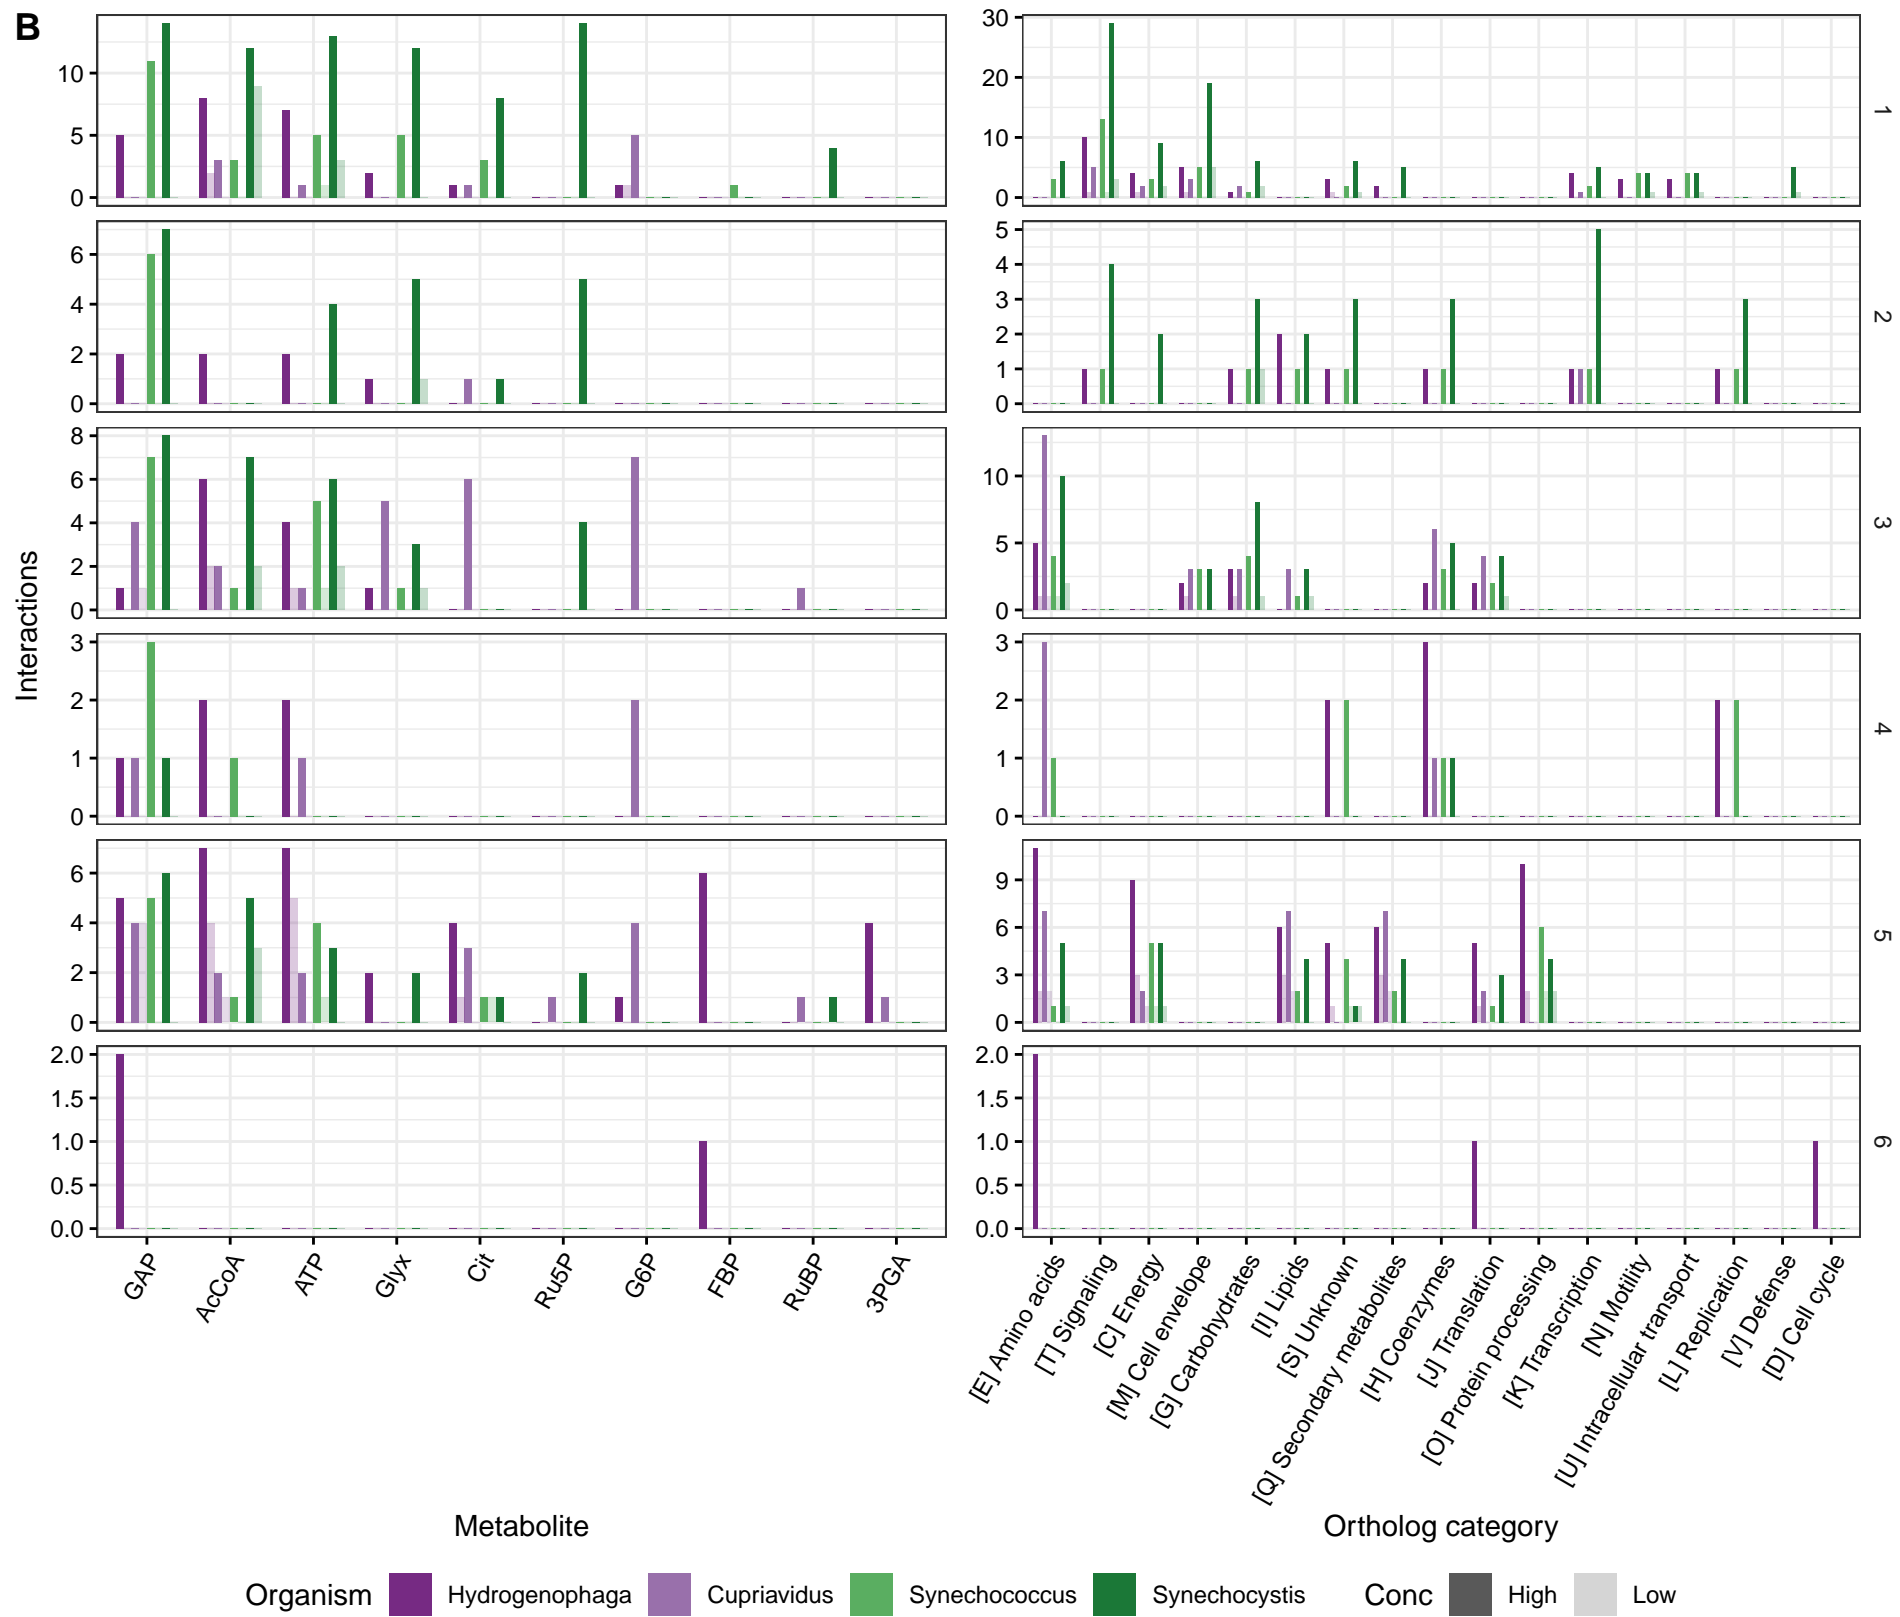 B
Interactions
10
5
0
30
20
10
0
1
6
4
2
0
5
4
3
2
1
0
2
8
6
4
2
0
10
5
0
3
3
2
1
0
3
2
1
0
4
6
4
2
0
9
6
3
0
5
2.0
1.5
1.0
0.5
0.0
2.0
1.5
1.0
0.5
0.0
6
GAP
AcCoA
ATP
Glyx
Cit
Ru5P
G6P
FBP
RuBP
3PGA
[E] Amino acids
[T] Signaling
[C] Energy
[M] Cell envelope
[G] Carbohydrates
[I] Lipids
[S] Unknown
[Q] Secondary metabolites
[H] Coenzymes
[J] Translation
[O] Protein processing
[K] Transcription
[N] Motility
[U] Intracellular transport
[L] Replication
[V] Defense
[D] Cell cycle
Metabolite
Ortholog category
Organism Hydrogenophaga Cupriavidus Synechococcus Synechocystis Conc High Low